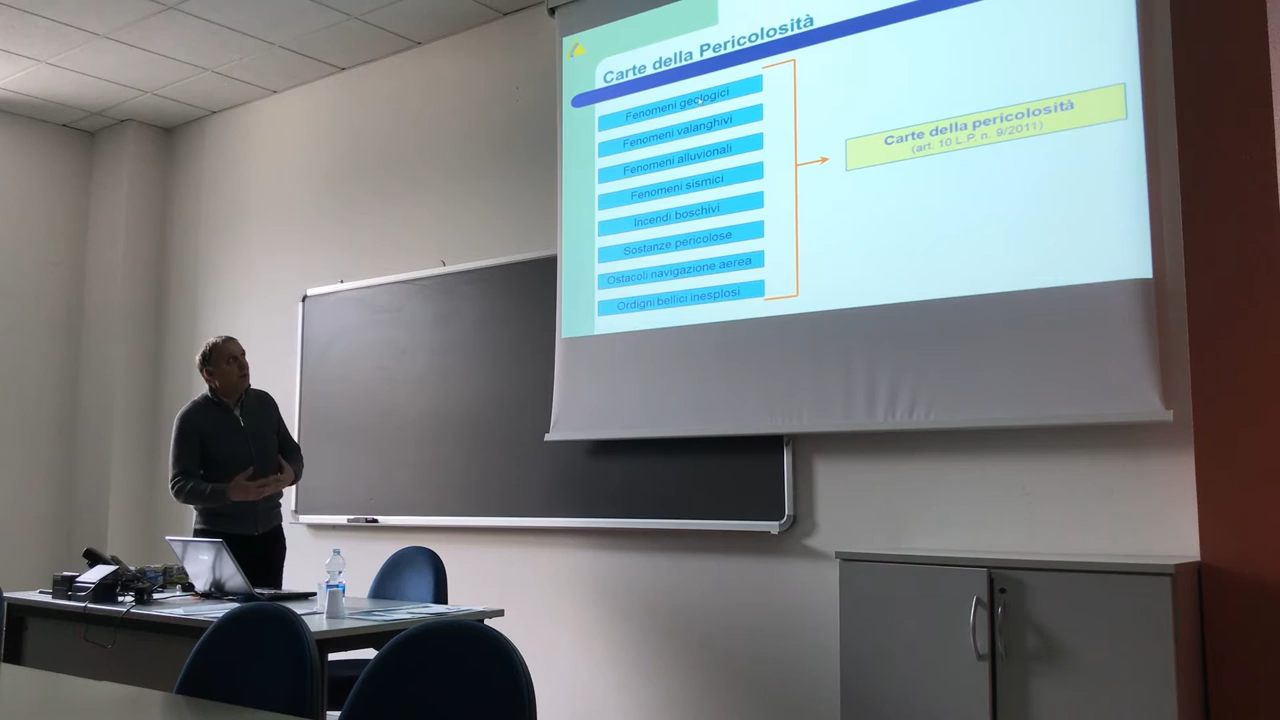 Carte della Pericolosità
Fenomeni geologici
Fenomeni valanghivi
Fenomeni alluvionali
Fenomeni sismici
Incendi boschivi
Sostanze pericolose
Ostacoli navigazione aerea
Ordigni bellici inesplosi
Carte della pericolosità
(art. 10 L.P. n. 9/2011)